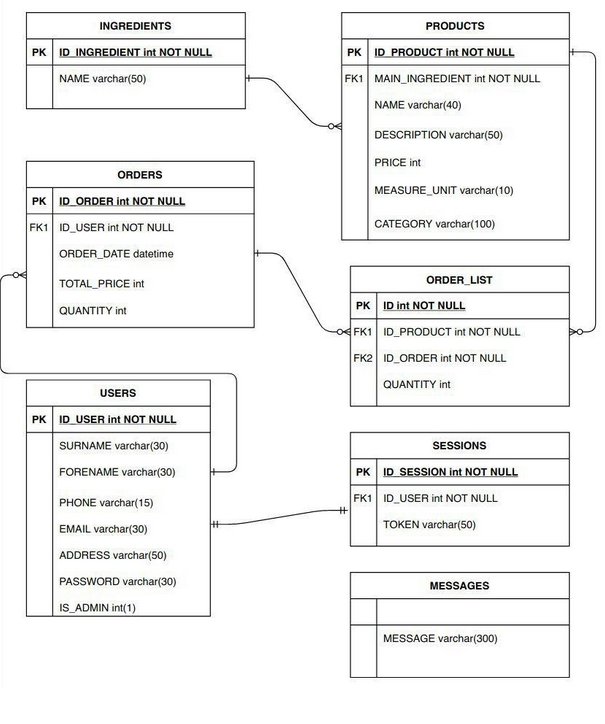 INGREDIENTS
PK ID_INGREDIENT int NOT NULL
NAME varchar(50)
PRODUCTS
PK ID_PRODUCT int NOT NULL
FK1 MAIN_INGREDIENT int NOT NULL
NAME varchar(40)
DESCRIPTION varchar(50)
PRICE int
MEASURE_UNIT varchar(10)
CATEGORY varchar(100)
ORDERS
PK ID_ORDER int NOT NULL
FK1 ID_USER int NOT NULL
ORDER_DATE datetime
TOTAL_PRICE int
QUANTITY int
ORDER_LIST
PK ID int NOT NULL
FK1 ID_PRODUCT int NOT NULL
FK2 ID_ORDER int NOT NULL
QUANTITY int
USERS
PK ID_USER int NOT NULL
SURNAME varchar(30)
FORENAME varchar(30)
PHONE varchar(15)
EMAIL varchar(30)
ADDRESS varchar(50)
PASSWORD varchar(30)
IS_ADMIN int(1)
SESSIONS
PK ID_SESSION int NOT NULL
FK1 ID_USER int NOT NULL
TOKEN varchar(50)
MESSAGES
MESSAGE varchar(300)